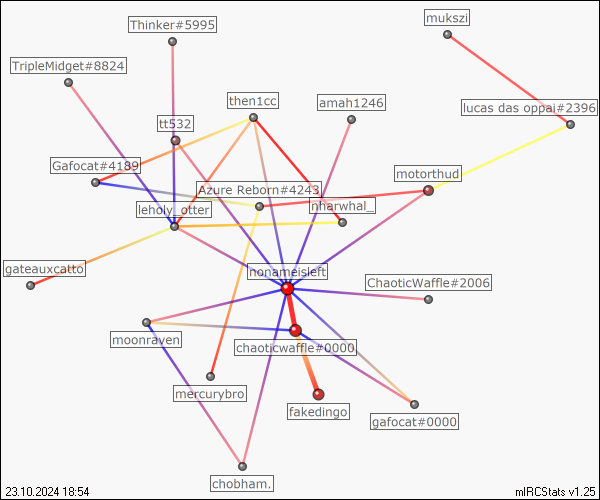 Thinker#5995
mukszi
TripleMidget#8824
then1cc
amah1246
lucas das oppai#2396
tt532
Gafocat#4189
motorthud
Azure Reborn#4243
leholy_otter
nharwhal_
gateauxcatto
nonameisleft
ChaoticWaffle#2006
moonraven
chaoticwaffle#0000
mercurybro
fakedingo
gafocat#0000
chobham.
23.10.2024 18:54
mIRCStats v1.25